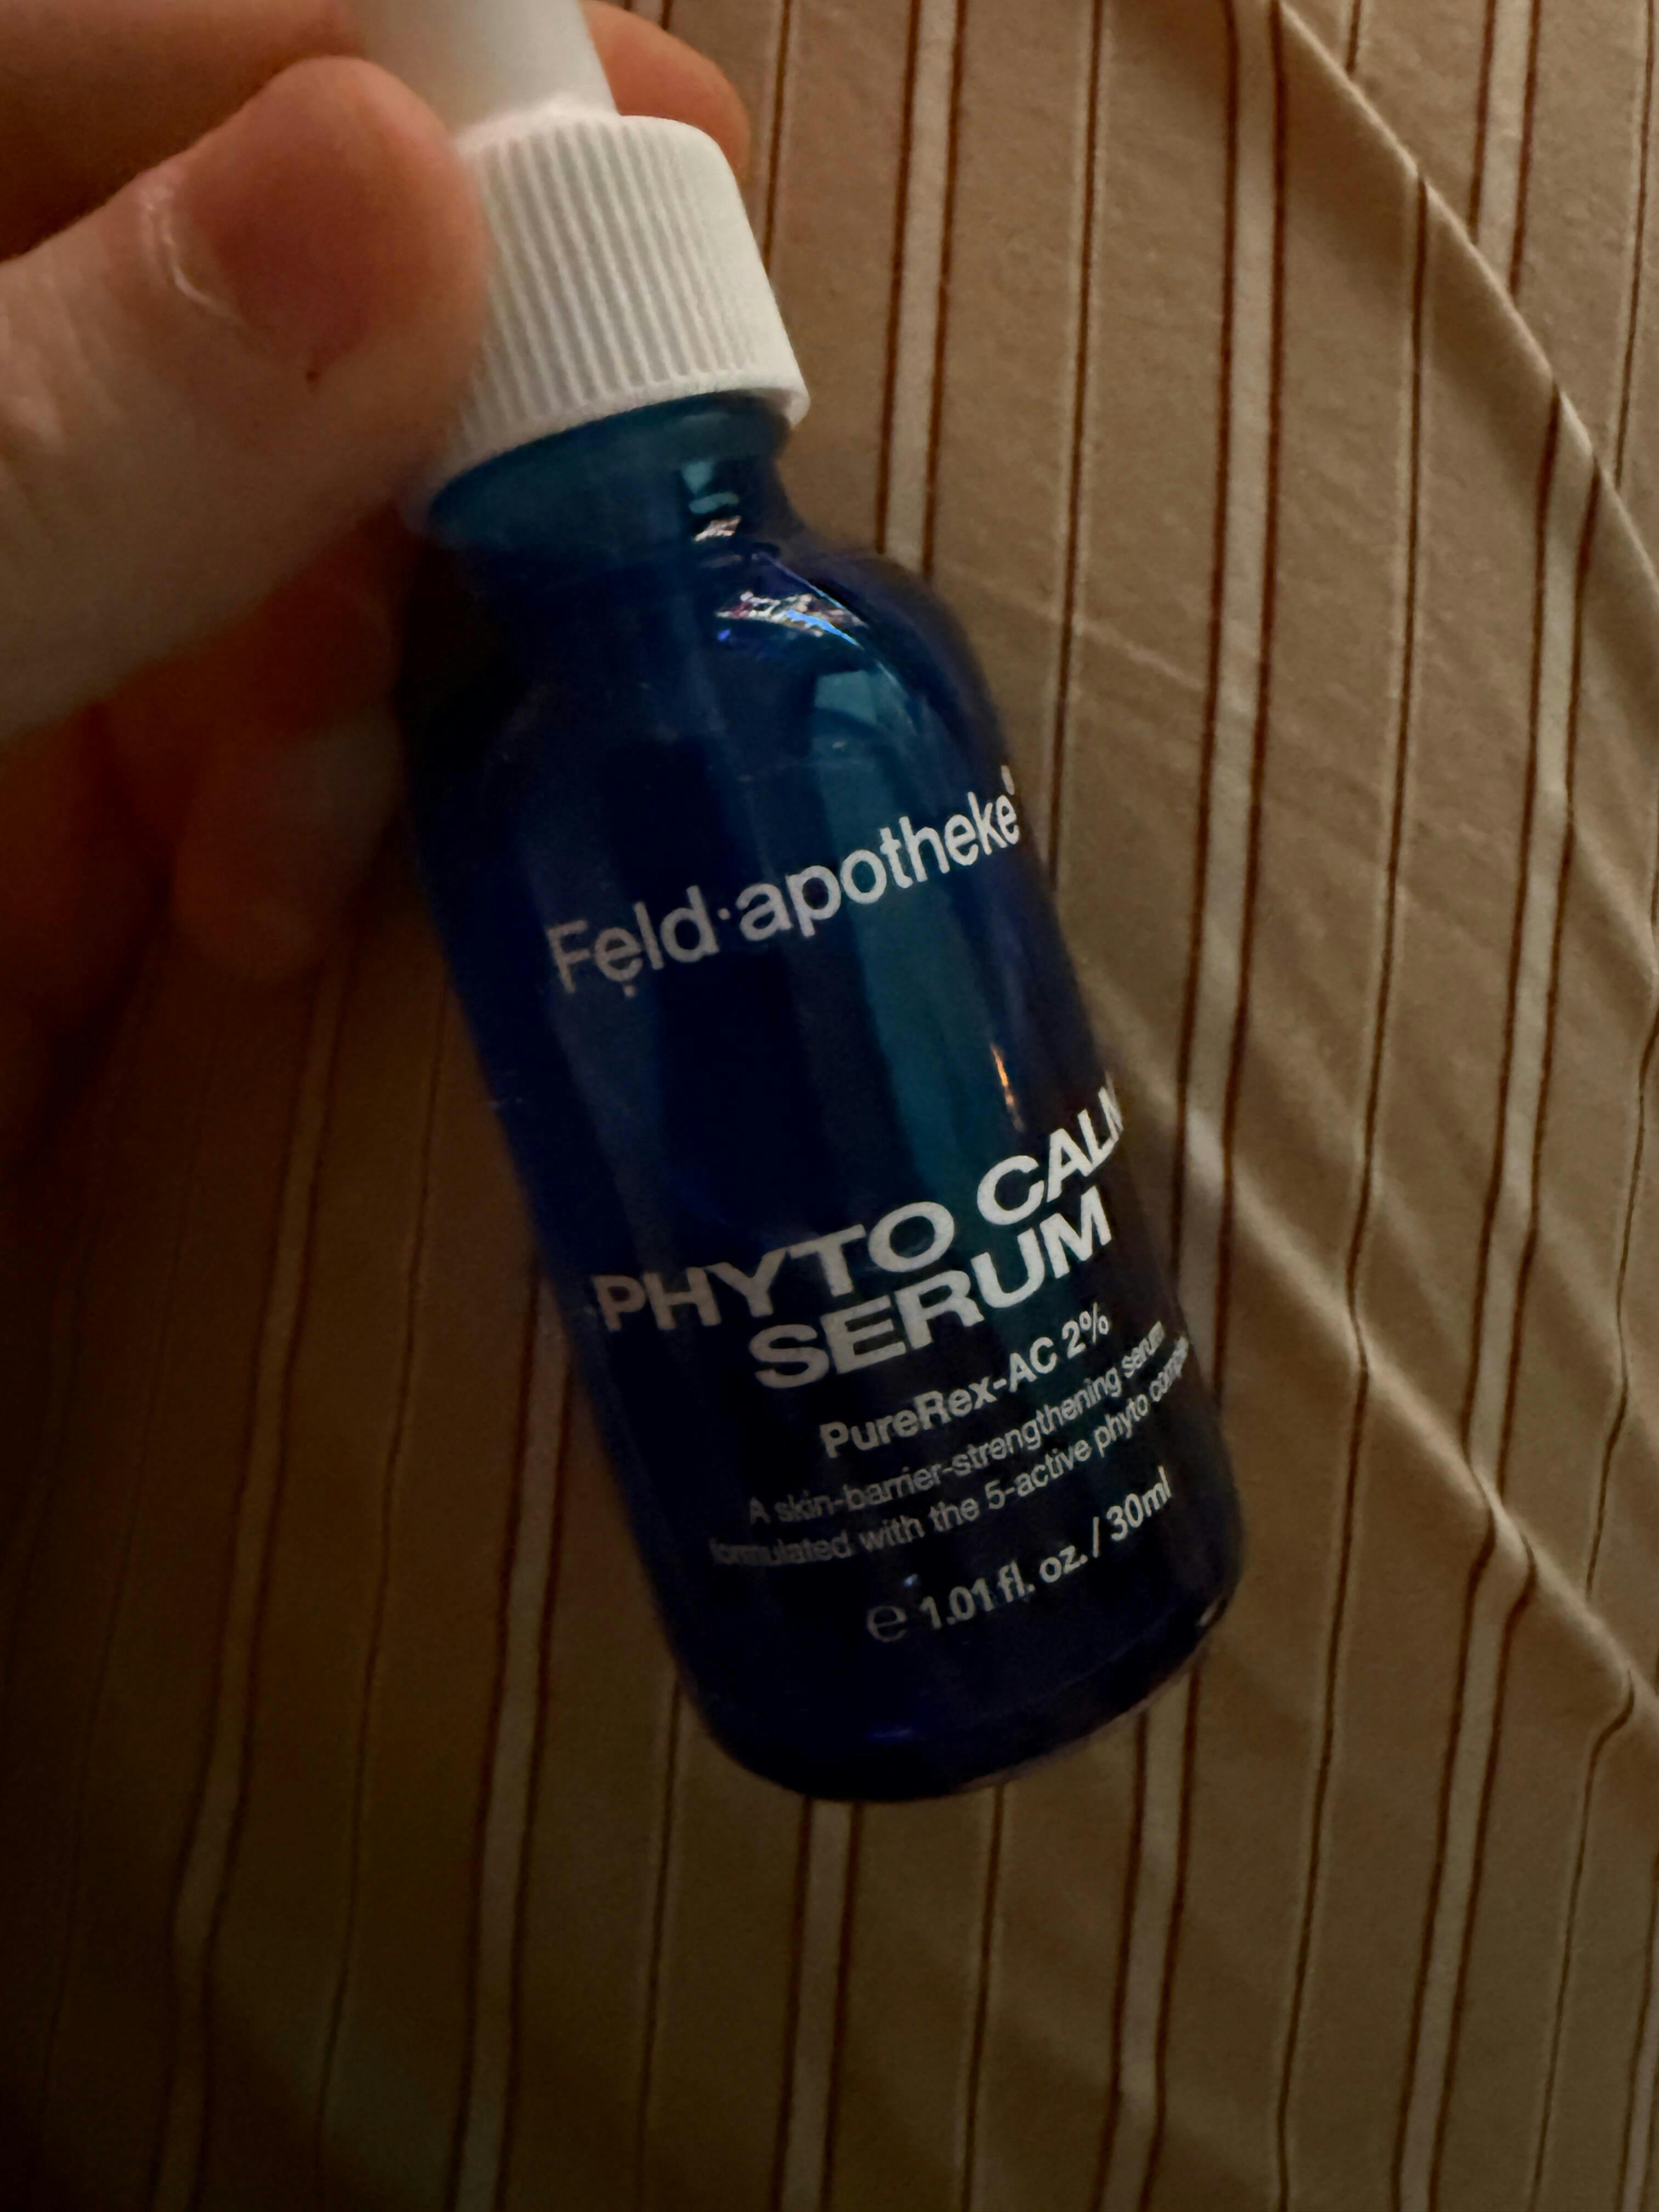 Fẹld·apotheke®
PHYTO CALM
SERUM
PureRex-AC 2%
A skin-barrier-strengthening serum
formulated with the 5-active phyto
℮ 1.01 fl. oz. / 30ml